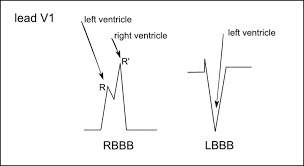 lead V1
left ventricle
right ventricle
R
R'
left ventricle
RBBB
LBBB